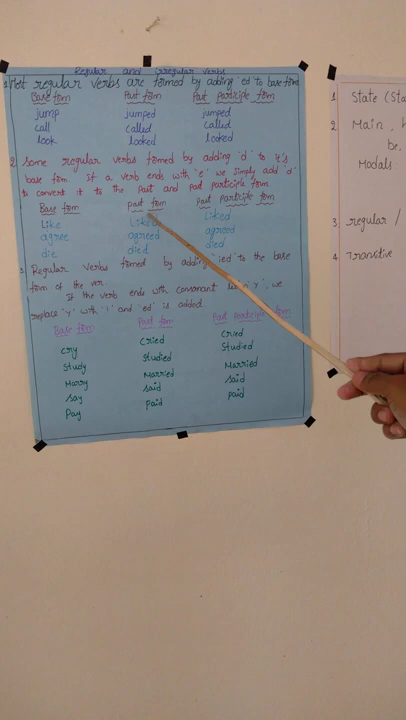 Regular and Irregular verbs
1. Most regular verbs are formed by adding 'ed' to base form
Base form Past form Past participle form
jump jumped jumped
call called called
look looked looked
2. Some regular verbs formed by adding 'd' to it's
base form If a verb ends with 'e' we simply add 'd'
to convert it to the past and past participle form
Base form Past form Past participle form
Like Liked Liked
agree agreed agreed
die died died
3. Regular verbs formed by adding 'ied' to the base
form of the ver
If the verb ends with consonant 'y', we
replace 'y' with 'i' and 'ed' is added.
Base form Past form Past participle form
cry cried cried
study studied studied
Marry Married Married
say said said
Pay paid paid
1 State (Sta
2 Main, h
be.
Modals
3 regular /
4 Transitive